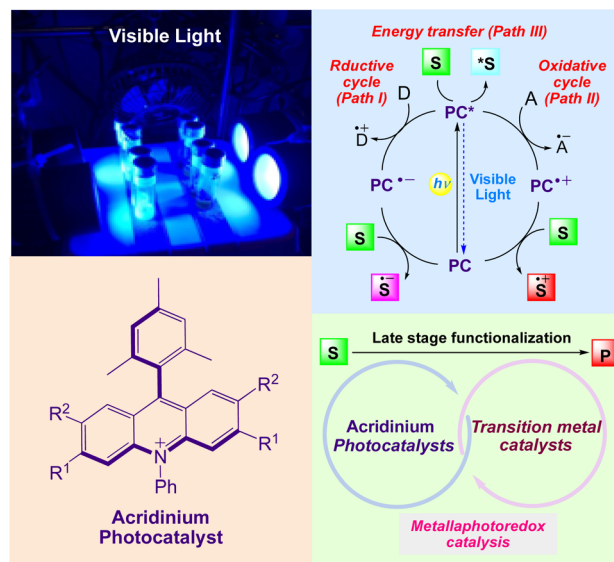 Visible Light
Energy transfer (Path III)
S
*S
Rductive
cycle
(Path I)
Oxidative
cycle
(Path II)
D
PC*
A
D•+
A•−
PC•−
hν
Visible
Light
PC•+
S
PC
S
S•−
S•+
R2
R2
R1
N+
R1
Ph
Acridinium
Photocatalyst
Late stage functionalization
S
P
Acridinium
Photocatalysts
Transition metal
catalysts
Metallaphotoredox
catalysis